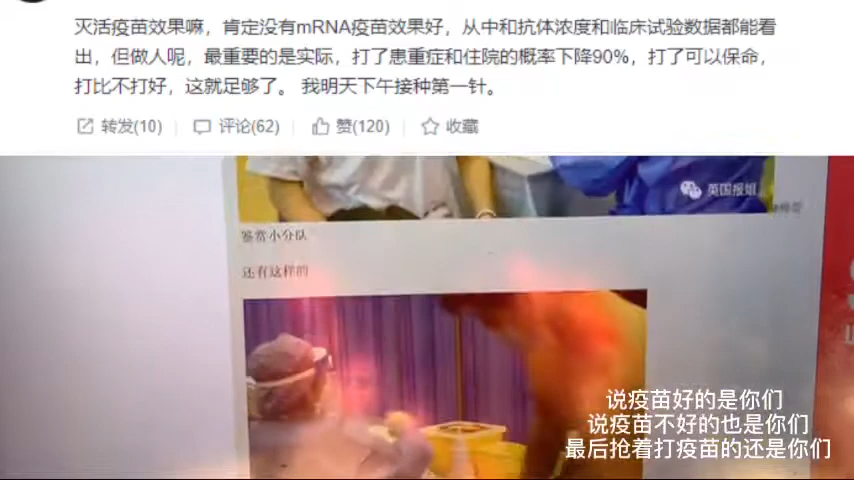 灭活疫苗效果嘛，肯定没有mRNA疫苗效果好，从中和抗体浓度和临床试验数据都能看
出，但做人呢，最重要的是实际，打了患重症和住院的概率下降90%，打了可以保命，
打比不打好，这就足够了。 我明天下午接种第一针。
转发(10) 评论(62) 赞(120) 收藏
英国报姐
鉴赏小分队
还有这样的
说疫苗好的是你们
说疫苗不好的也是你们
最后抢着打疫苗的还是你们